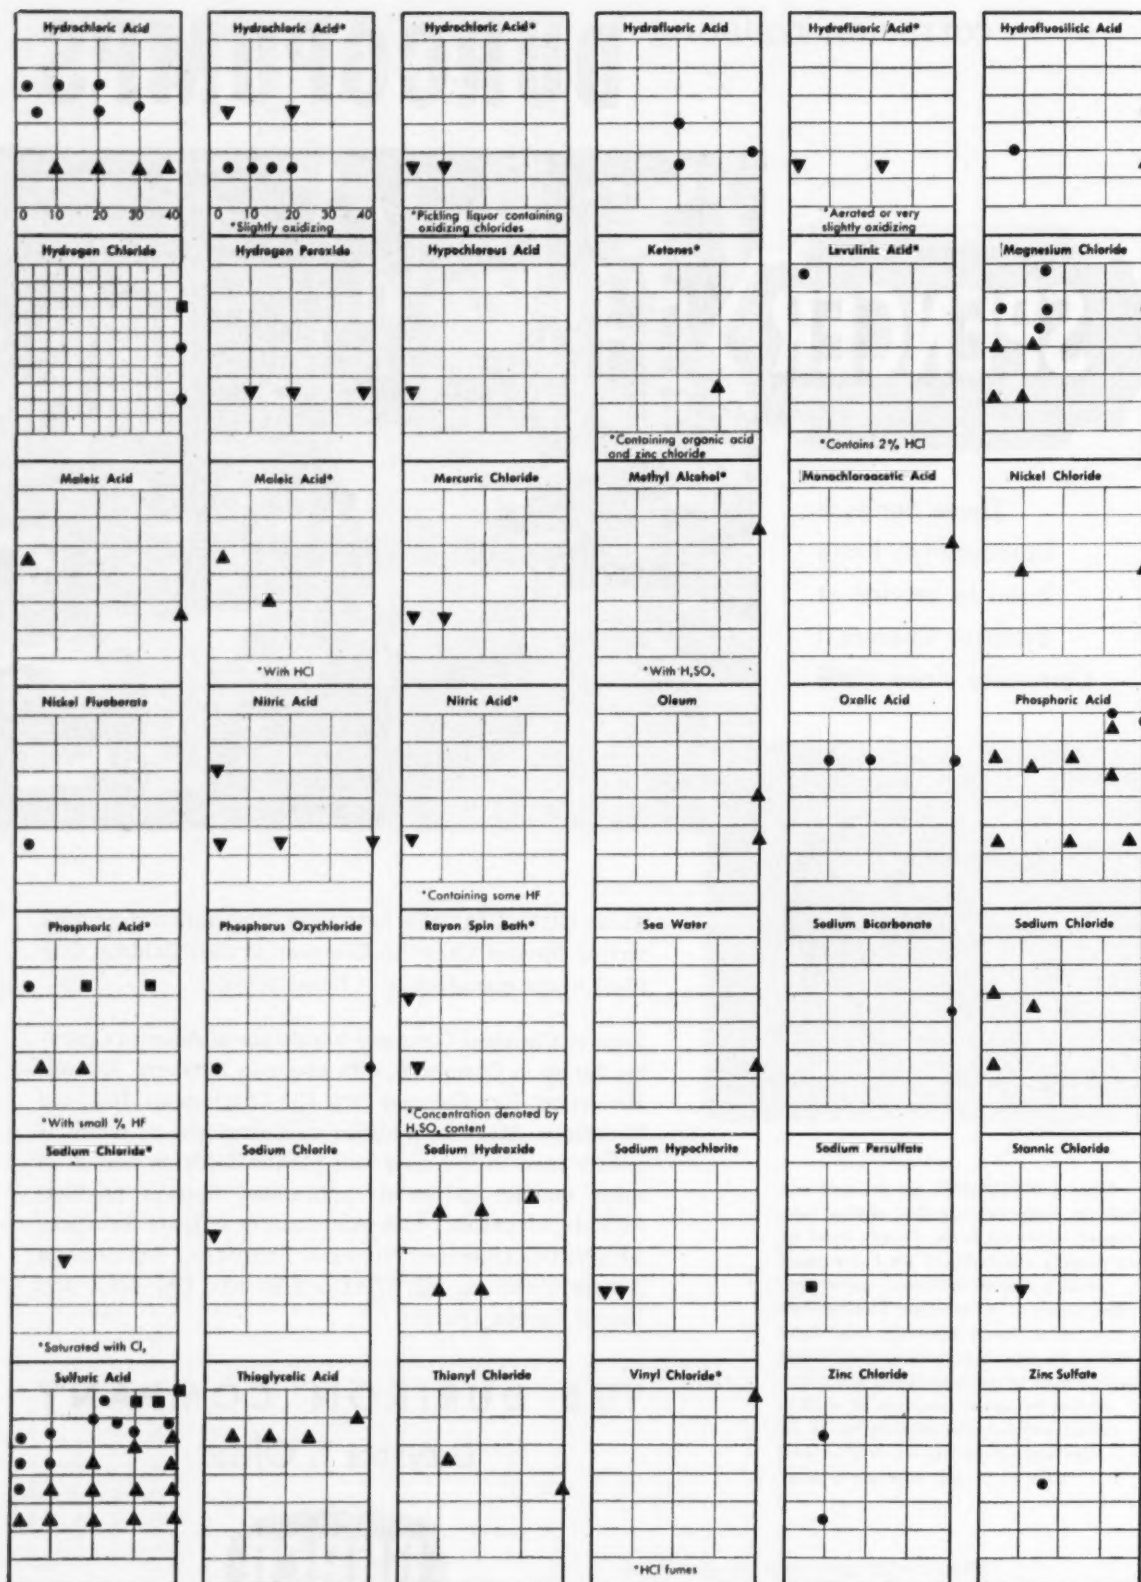 Hydrochloric Acid
Hydrochloric Acid*
Hydrochloric Acid*
Hydrofluoric Acid
Hydrofluoric Acid*
Hydrofluosilicic Acid
0 10 20 30 40
0 10 20 30 40
*Slightly oxidizing
*Pickling liquor containing
oxidizing chlorides
*Aerated or very
slightly oxidizing
Hydrogen Chloride
Hydrogen Peroxide
Hypochlorous Acid
Ketones*
Levulinic Acid*
Magnesium Chloride
*Containing organic acid
and zinc chloride
*Contains 2% HCl
Maleic Acid
Maleic Acid*
Mercuric Chloride
Methyl Alcohol*
Monochloroacetic Acid
Nickel Chloride
*With HCl
*With H₂SO₄
Nickel Fluoborate
Nitric Acid
Nitric Acid*
Oleum
Oxalic Acid
Phosphoric Acid
*Containing some HF
Phosphoric Acid*
Phosphorus Oxychloride
Rayon Spin Bath*
Sea Water
Sodium Bicarbonate
Sodium Chloride
*With small % HF
*Concentration denoted by
H₂SO₄ content
Sodium Chloride*
Sodium Chlorite
Sodium Hydroxide
Sodium Hypochlorite
Sodium Persulfate
Stannic Chloride
*Saturated with Cl₂
Sulfuric Acid
Thioglycolic Acid
Thionyl Chloride
Vinyl Chloride*
Zinc Chloride
Zinc Sulfate
*HCl fumes